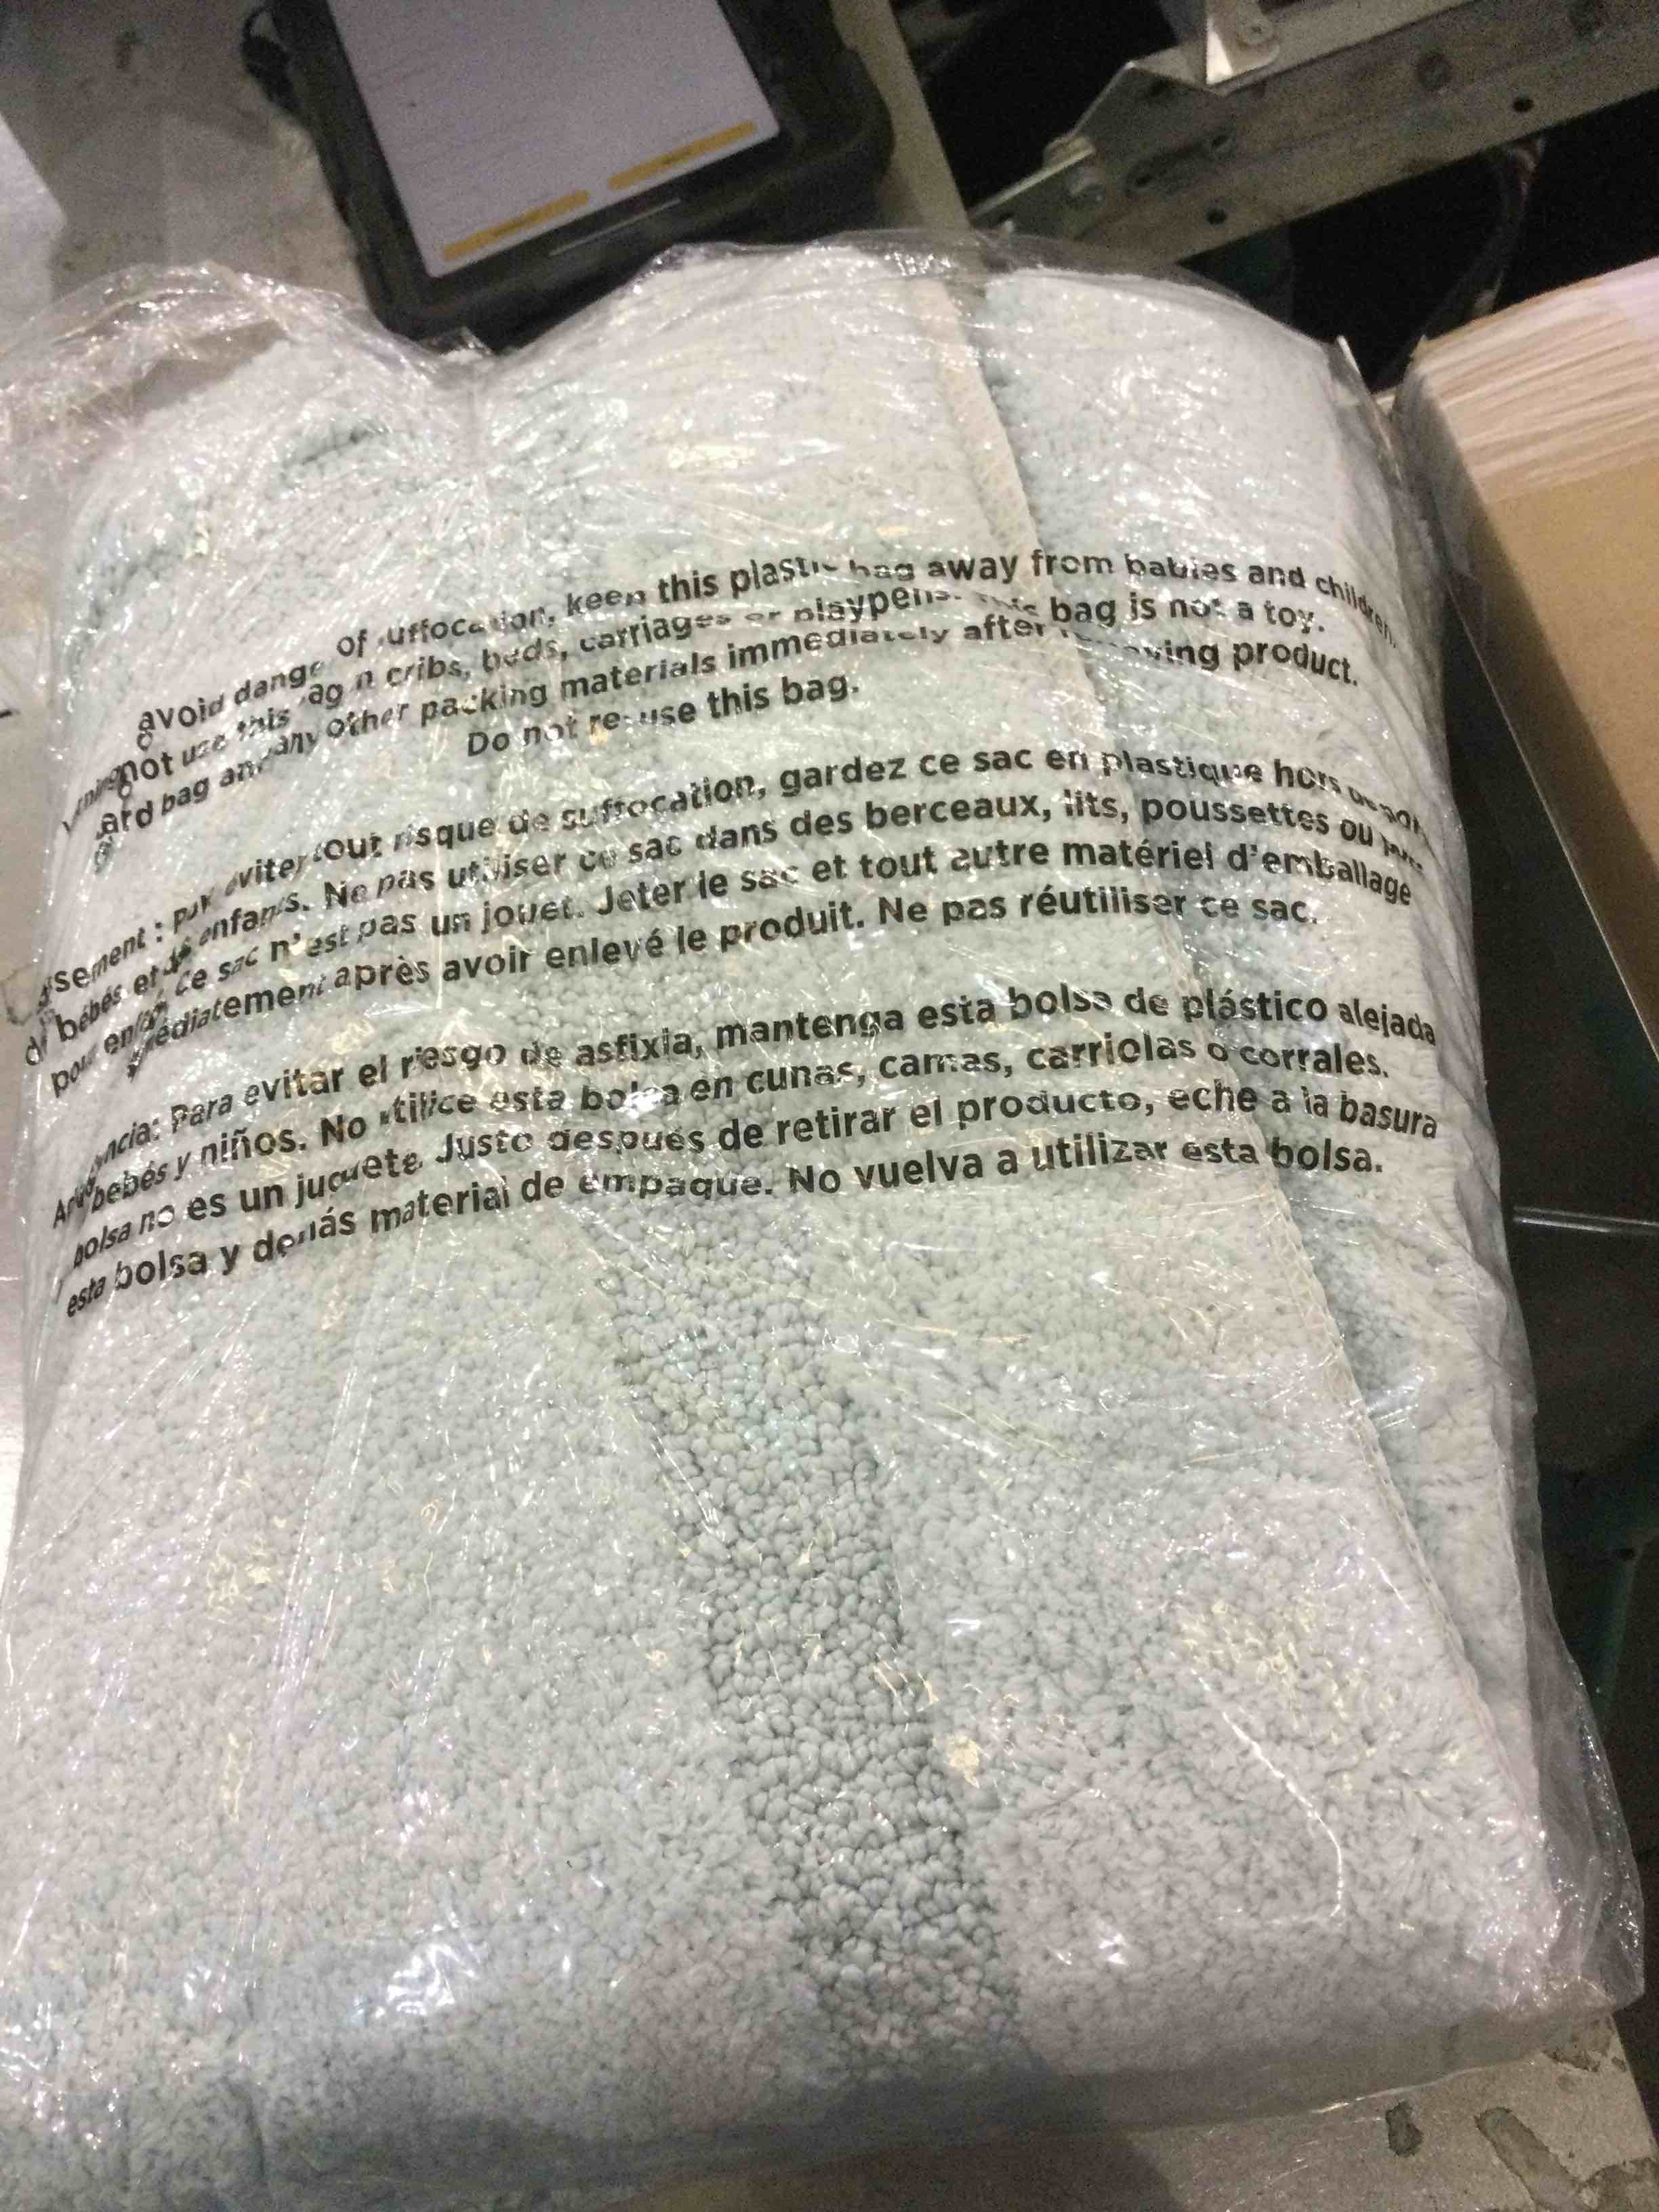 avoid danger of suffocation, keep this plastic bag away from babies and children.
not use this bag in cribs, beds, carriages or playpens. This bag is not a toy.
ard bag and any other packing materials immediately after removing product.
Do not re-use this bag.
issement : Pour éviter tout risque de suffocation, gardez ce sac en plastique hors de
bébés et des enfants. Ne pas utiliser ce sac dans des berceaux, lits, poussettes ou
pour enfant, ce sac n'est pas un jouet. Jeter le sac et tout autre matériel d'emballage
immédiatement après avoir enlevé le produit. Ne pas réutiliser ce sac.
Advertencia: Para evitar el riesgo de asfixia, mantenga esta bolsa de plástico alejada
bebés y niños. No utilice esta bolsa en cunas, camas, carriolas o corrales.
bolsa no es un juguete. Justo después de retirar el producto, eche a la basura
esta bolsa y demás material de empaque. No vuelva a utilizar esta bolsa.